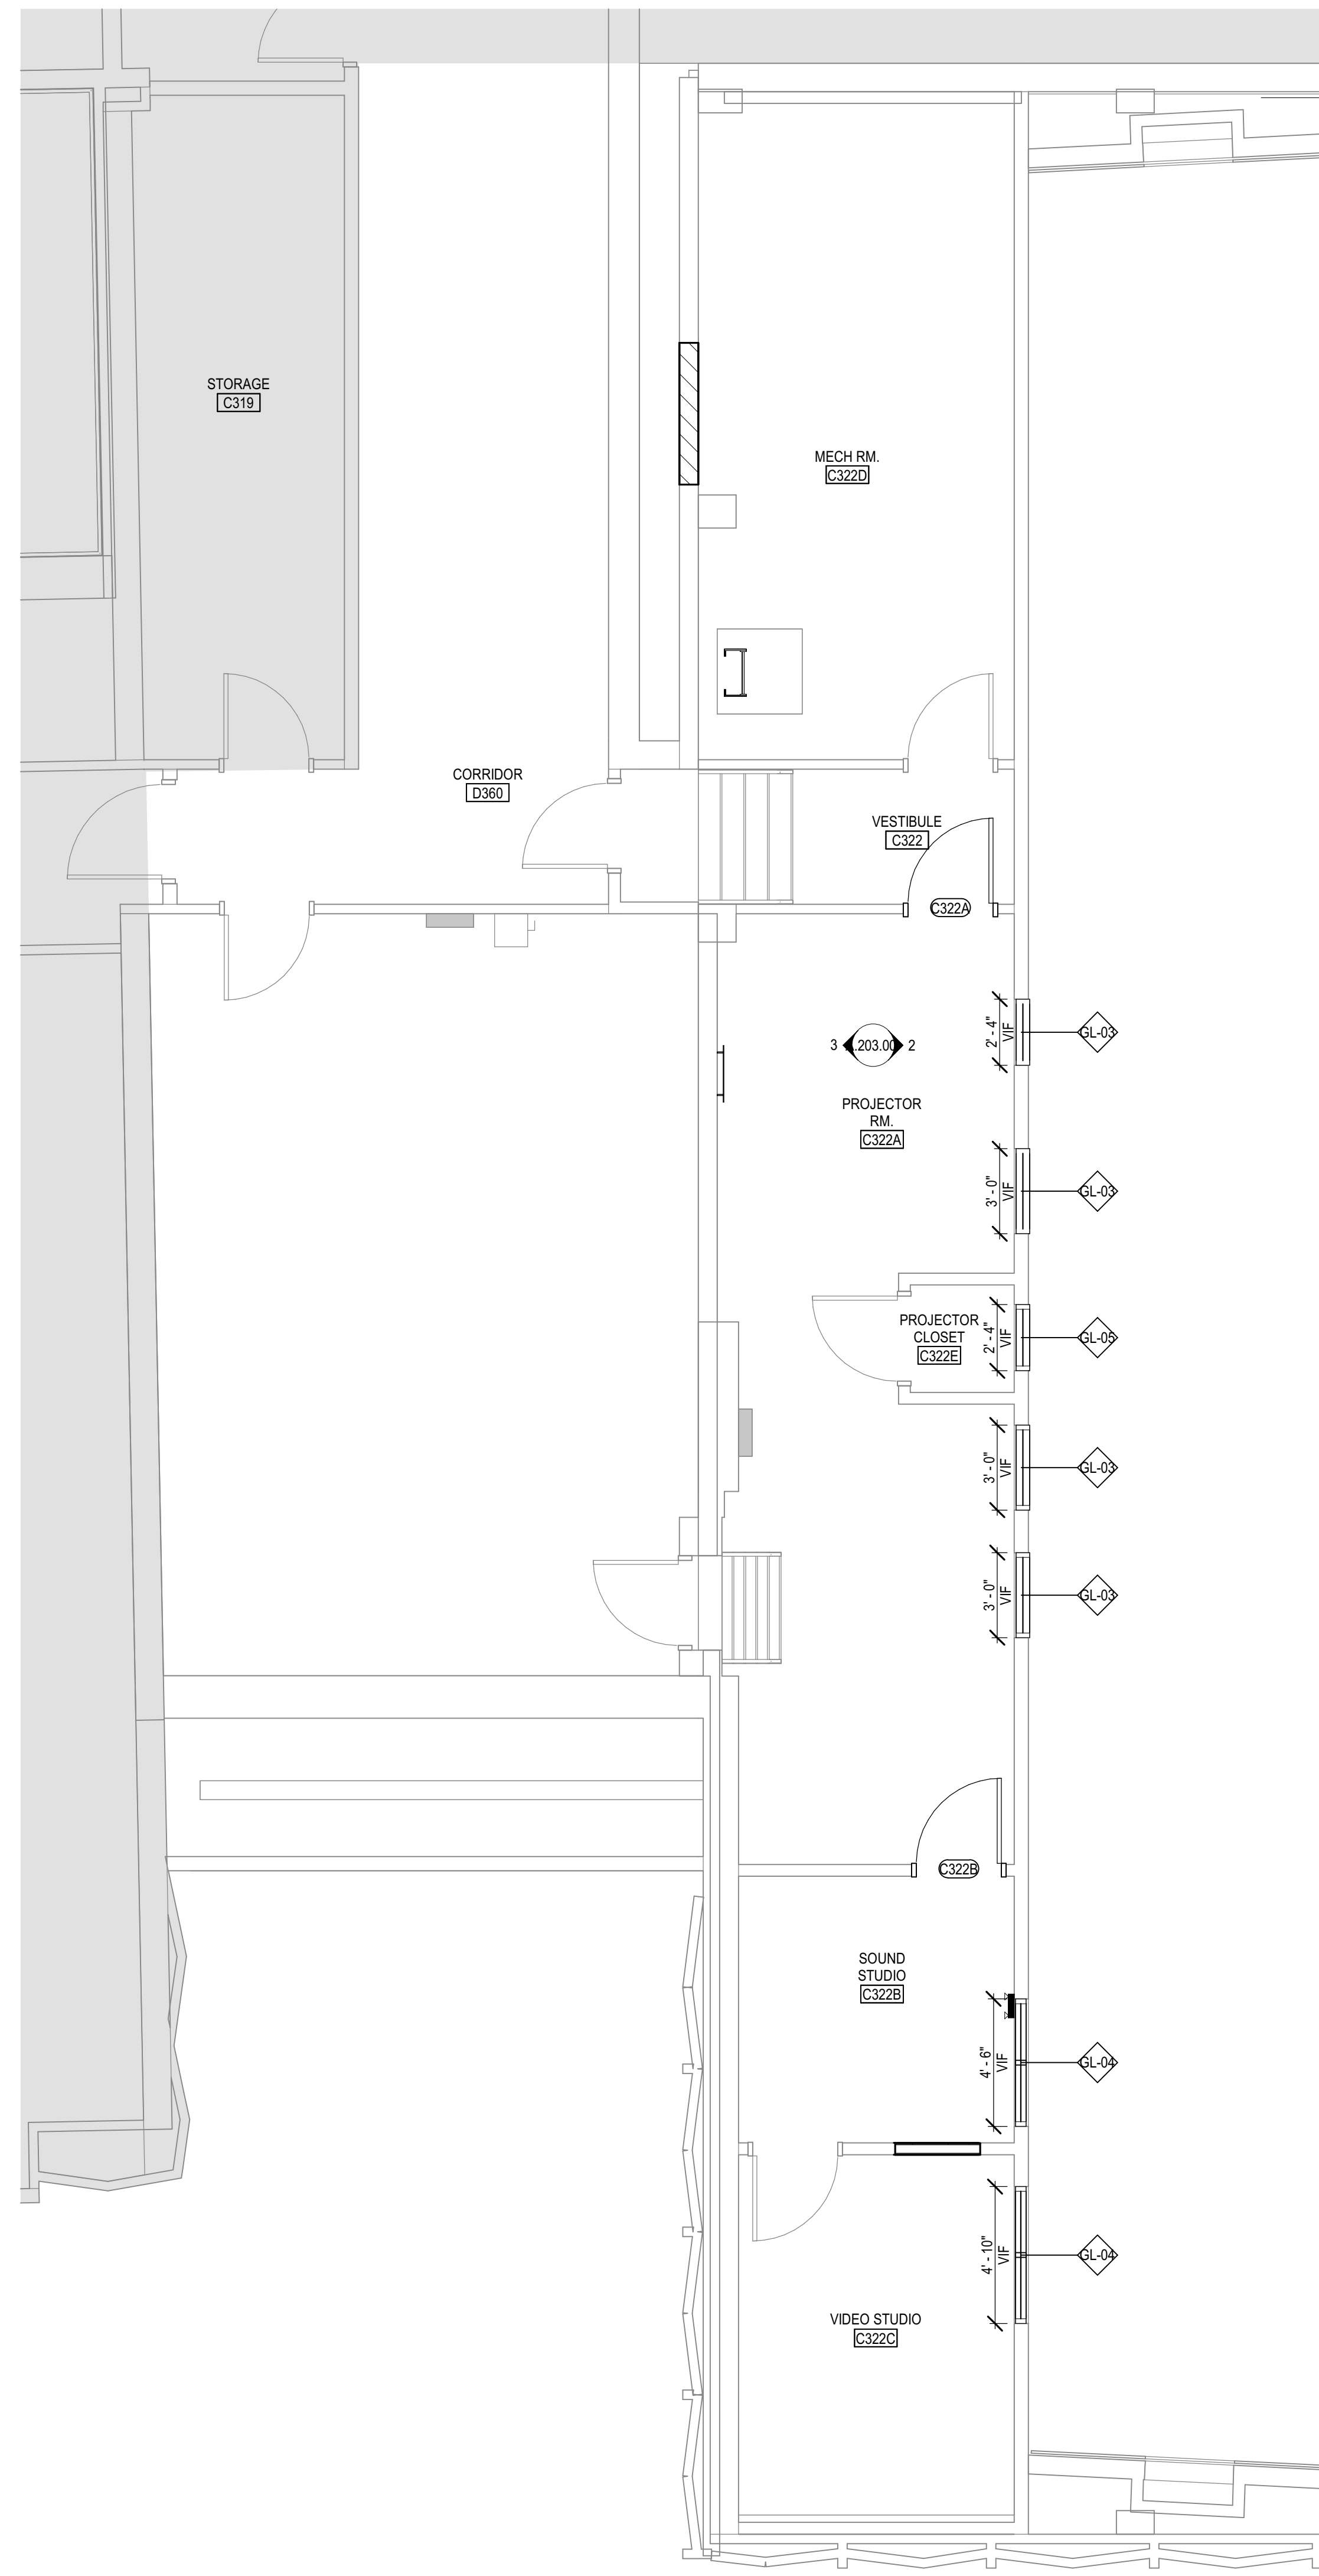 STORAGE
C319
MECH RM.
C322D
CORRIDOR
D360
VESTIBULE
C322
C322A
2' - 4"
VIF
GL-03
3
.203.00
2
PROJECTOR
RM.
C322A
3' - 0"
VIF
GL-03
PROJECTOR
CLOSET
C322E
2' - 4"
VIF
GL-05
3' - 0"
VIF
GL-03
3' - 0"
VIF
GL-03
C322B
SOUND
STUDIO
C322B
4' - 6"
VIF
GL-04
4' - 10"
VIF
GL-04
VIDEO STUDIO
C322C